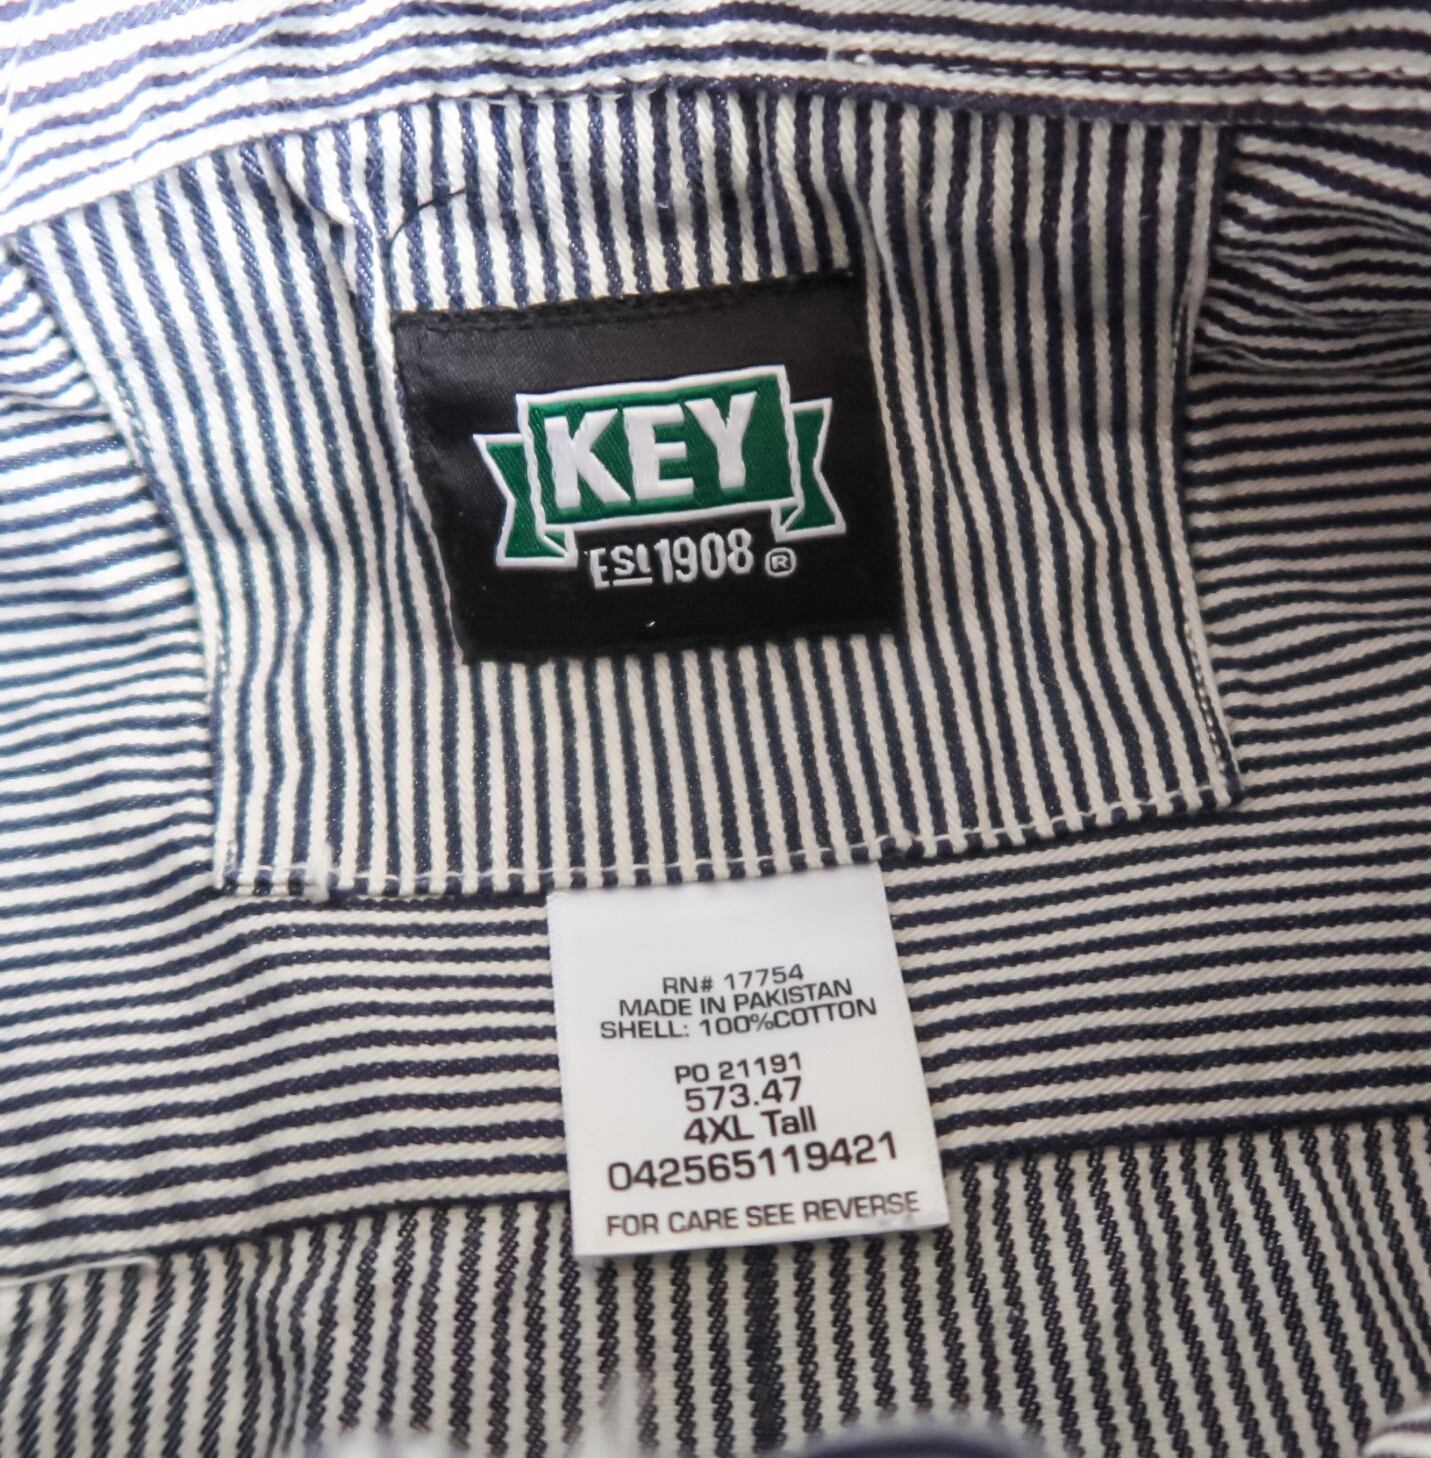 KEY
EST 1908 ®
RN# 17754
MADE IN PAKISTAN
SHELL: 100%COTTON
PO 21191
573.47
4XL Tall
042565119421
FOR CARE SEE REVERSE